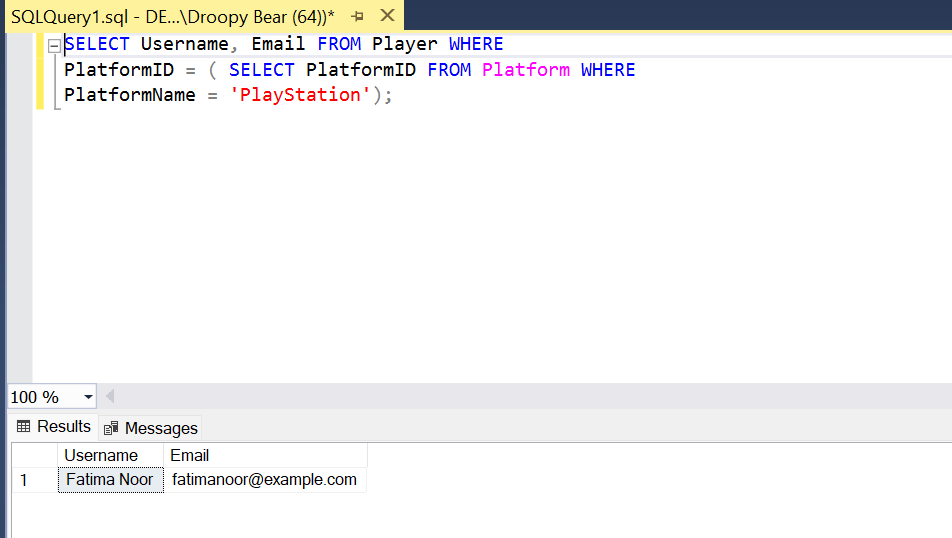 SQLQuery1.sql - DE...\Droopy Bear (64))*
SELECT Username, Email FROM Player WHERE
PlatformID = ( SELECT PlatformID FROM Platform WHERE
PlatformName = 'PlayStation');
100 %
Results Messages
Username Email
1 Fatima Noor fatimanoor@example.com